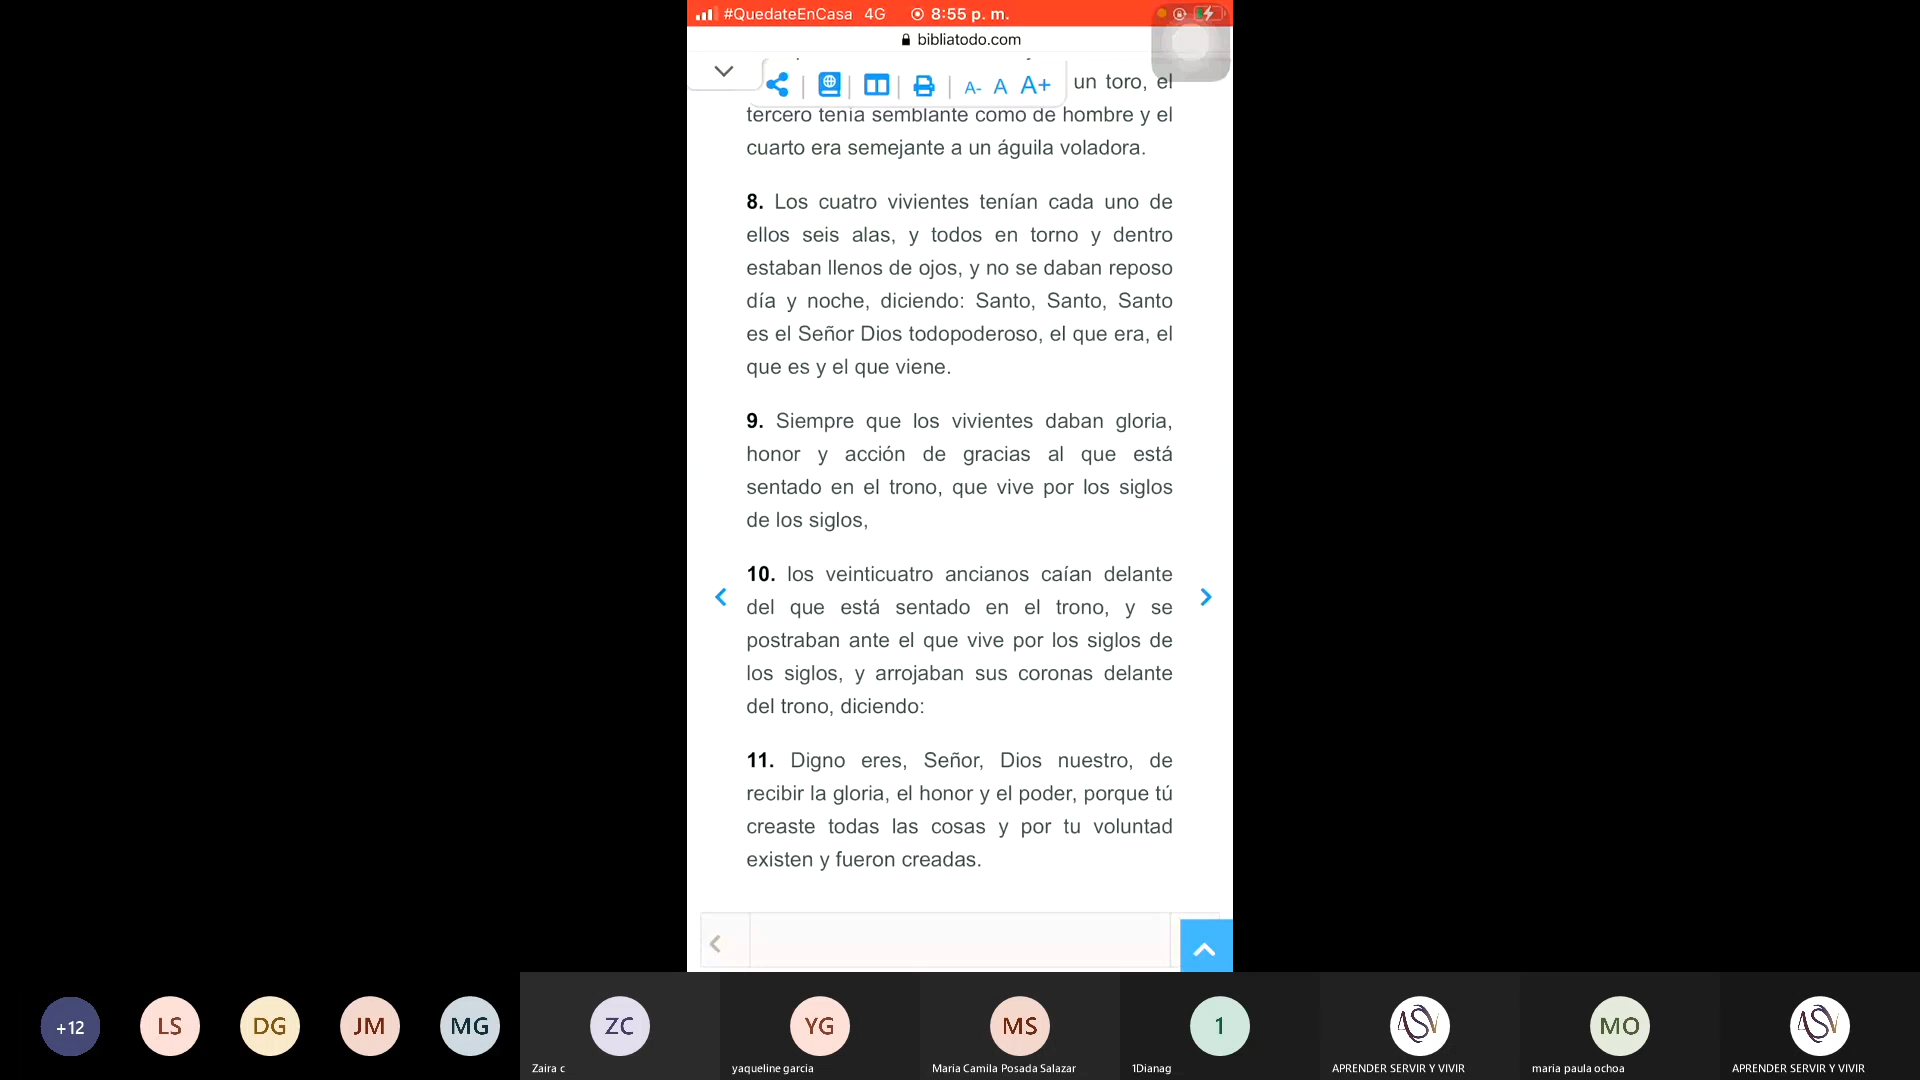 #QuedateEnCasa 4G 8:55 p. m.
bibliatodo.com
A- A A+
un toro, el
tercero tenía semblante como de hombre y el
cuarto era semejante a un águila voladora.
8. Los cuatro vivientes tenían cada uno de
ellos seis alas, y todos en torno y dentro
estaban llenos de ojos, y no se daban reposo
día y noche, diciendo: Santo, Santo, Santo
es el Señor Dios todopoderoso, el que era, el
que es y el que viene.
9. Siempre que los vivientes daban gloria,
honor y acción de gracias al que está
sentado en el trono, que vive por los siglos
de los siglos,
10. los veinticuatro ancianos caían delante
del que está sentado en el trono, y se
postraban ante el que vive por los siglos de
los siglos, y arrojaban sus coronas delante
del trono, diciendo:
11. Digno eres, Señor, Dios nuestro, de
recibir la gloria, el honor y el poder, porque tú
creaste todas las cosas y por tu voluntad
existen y fueron creadas.
+12 LS DG JM MG ZC YG MS 1 ASV MO ASV
Zaira c yaqueline garcia Maria Camila Posada Salazar 1Dianag APRENDER SERVIR Y VIVIR maria paula ochoa APRENDER SERVIR Y VIVIR